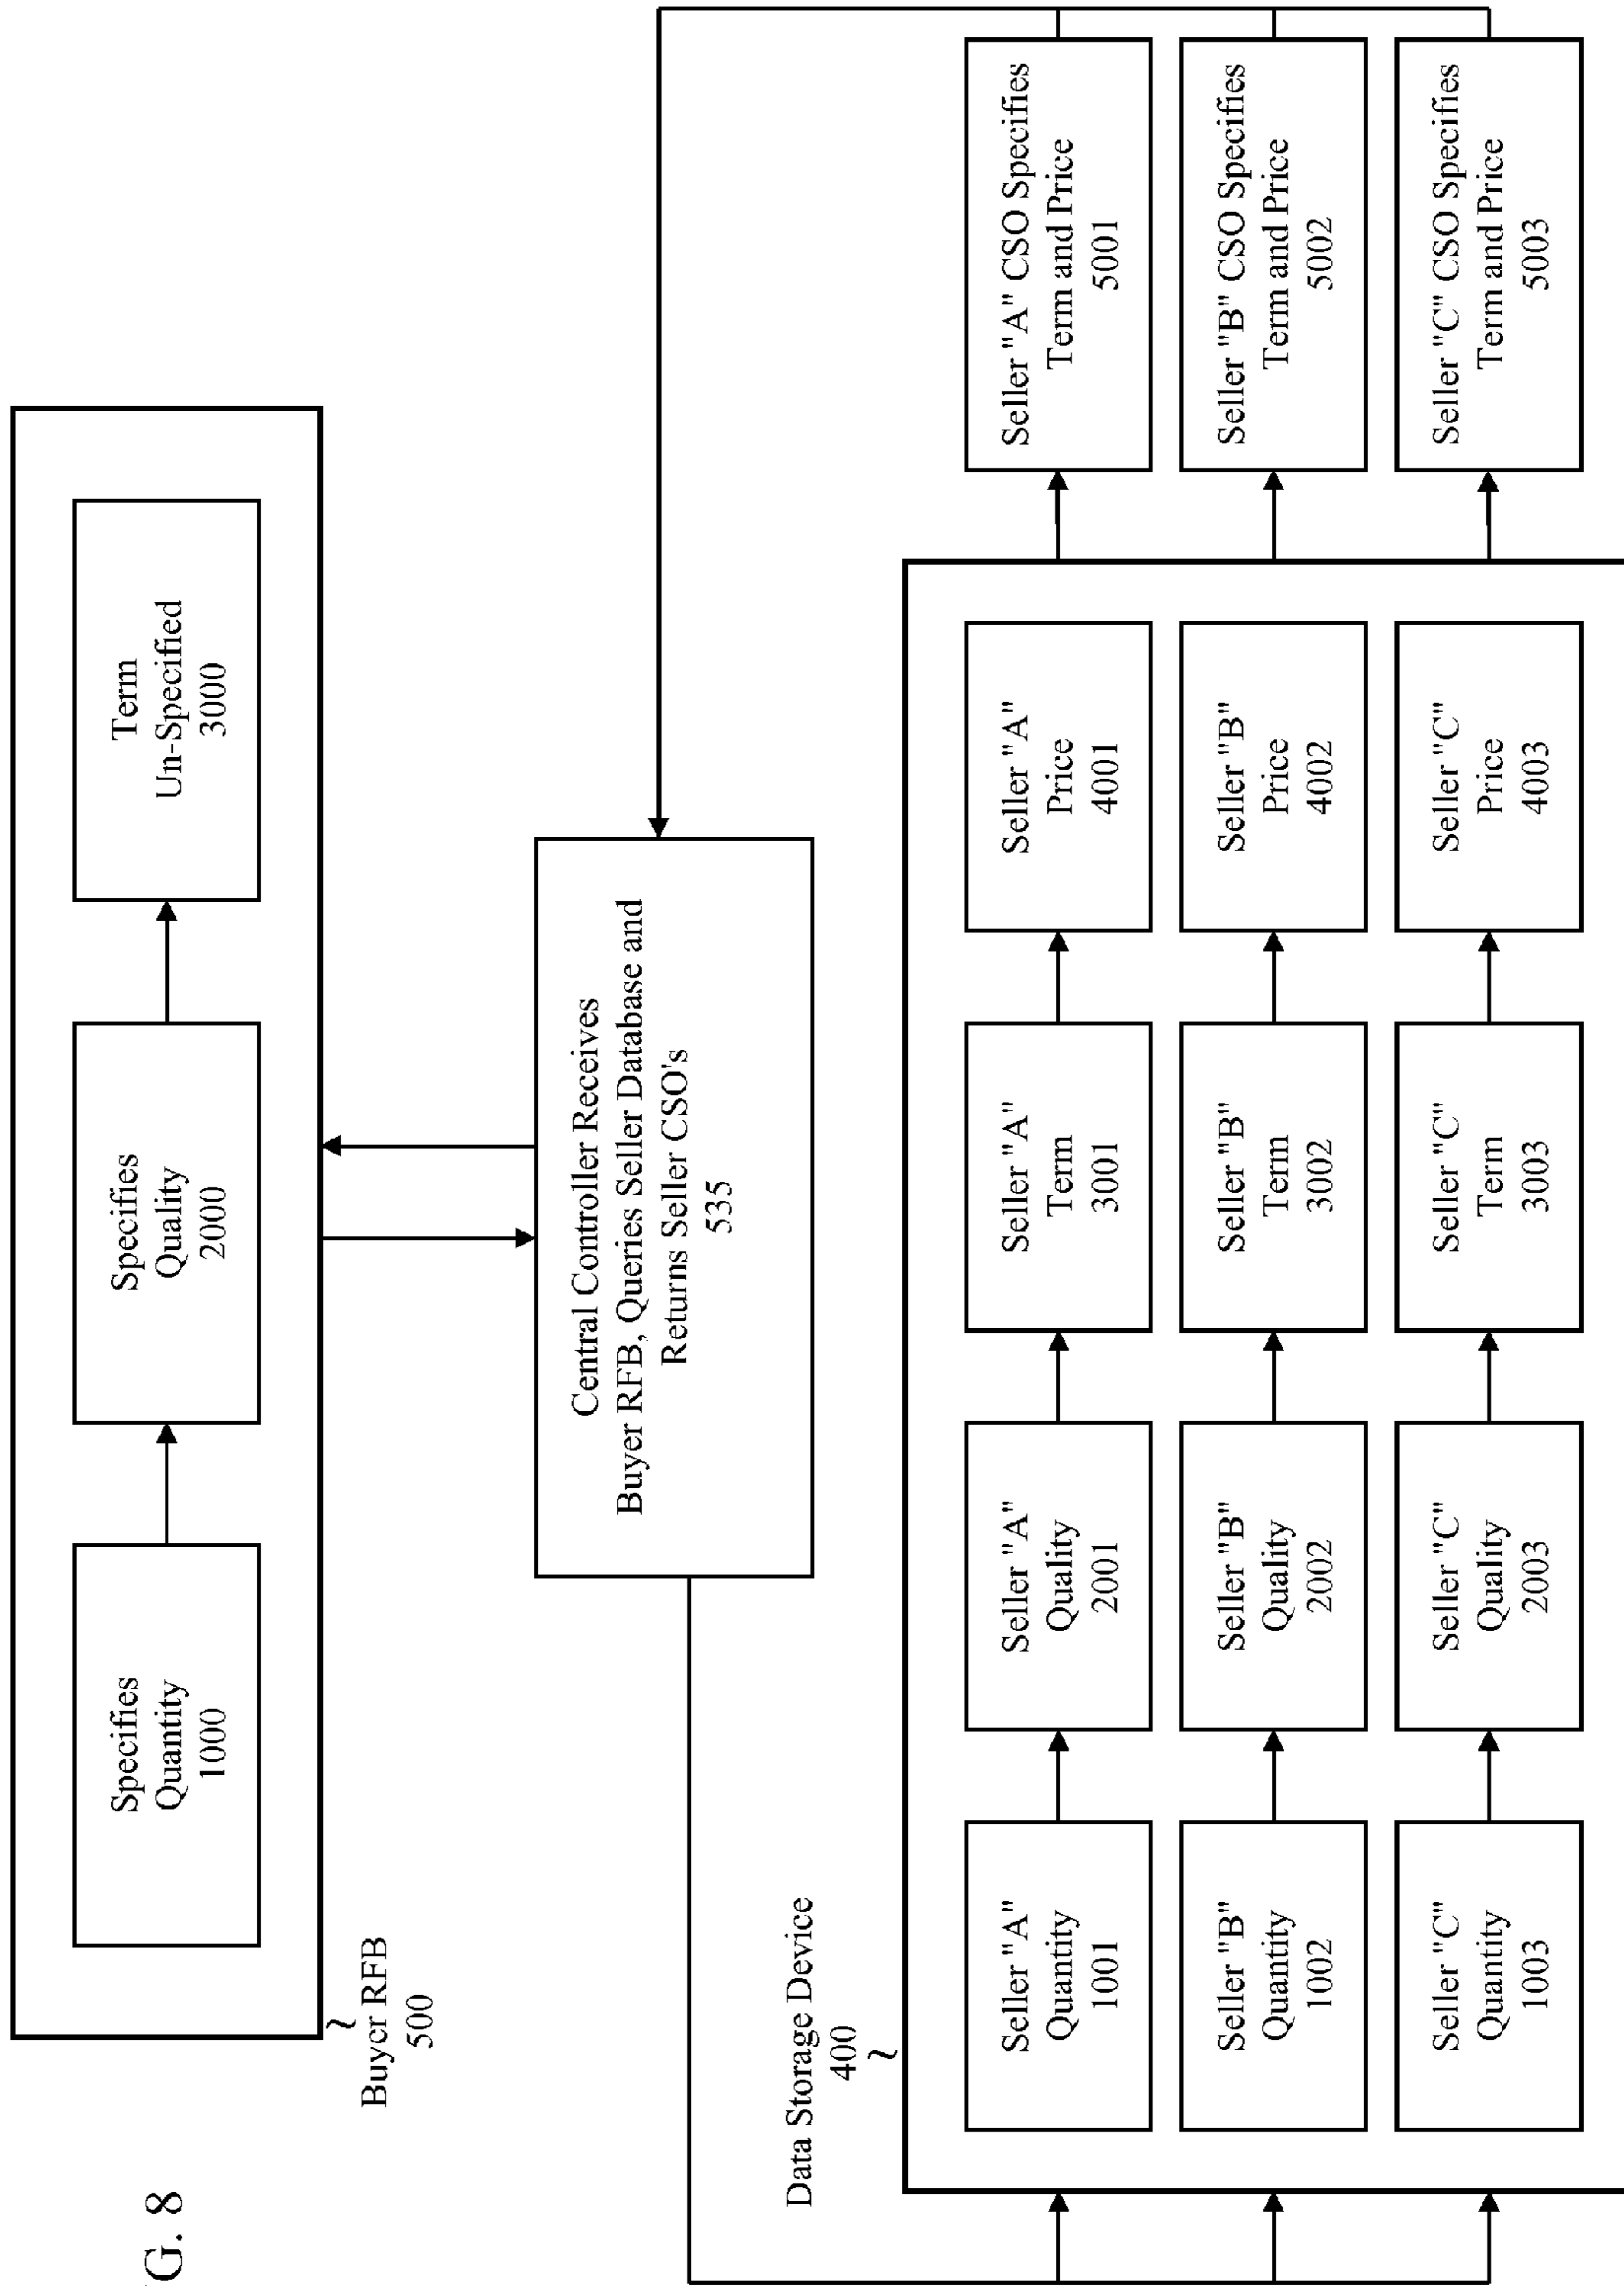 G. 8
Specifies
Quantity
1000
Specifies
Quality
2000
Term
Un-Specified
3000
Buyer RFB
500
Central Controller Receives
Buyer RFB, Queries Seller Database and
Returns Seller CSO's
535
Data Storage Device
400
Seller "A"
Quantity
1001
Seller "A"
Quality
2001
Seller "A"
Term
3001
Seller "A"
Price
4001
Seller "A" CSO Specifies
Term and Price
5001
Seller "B"
Quantity
1002
Seller "B"
Quality
2002
Seller "B"
Term
3002
Seller "B"
Price
4002
Seller "B" CSO Specifies
Term and Price
5002
Seller "C"
Quantity
1003
Seller "C"
Quality
2003
Seller "C"
Term
3003
Seller "C"
Price
4003
Seller "C" CSO Specifies
Term and Price
5003